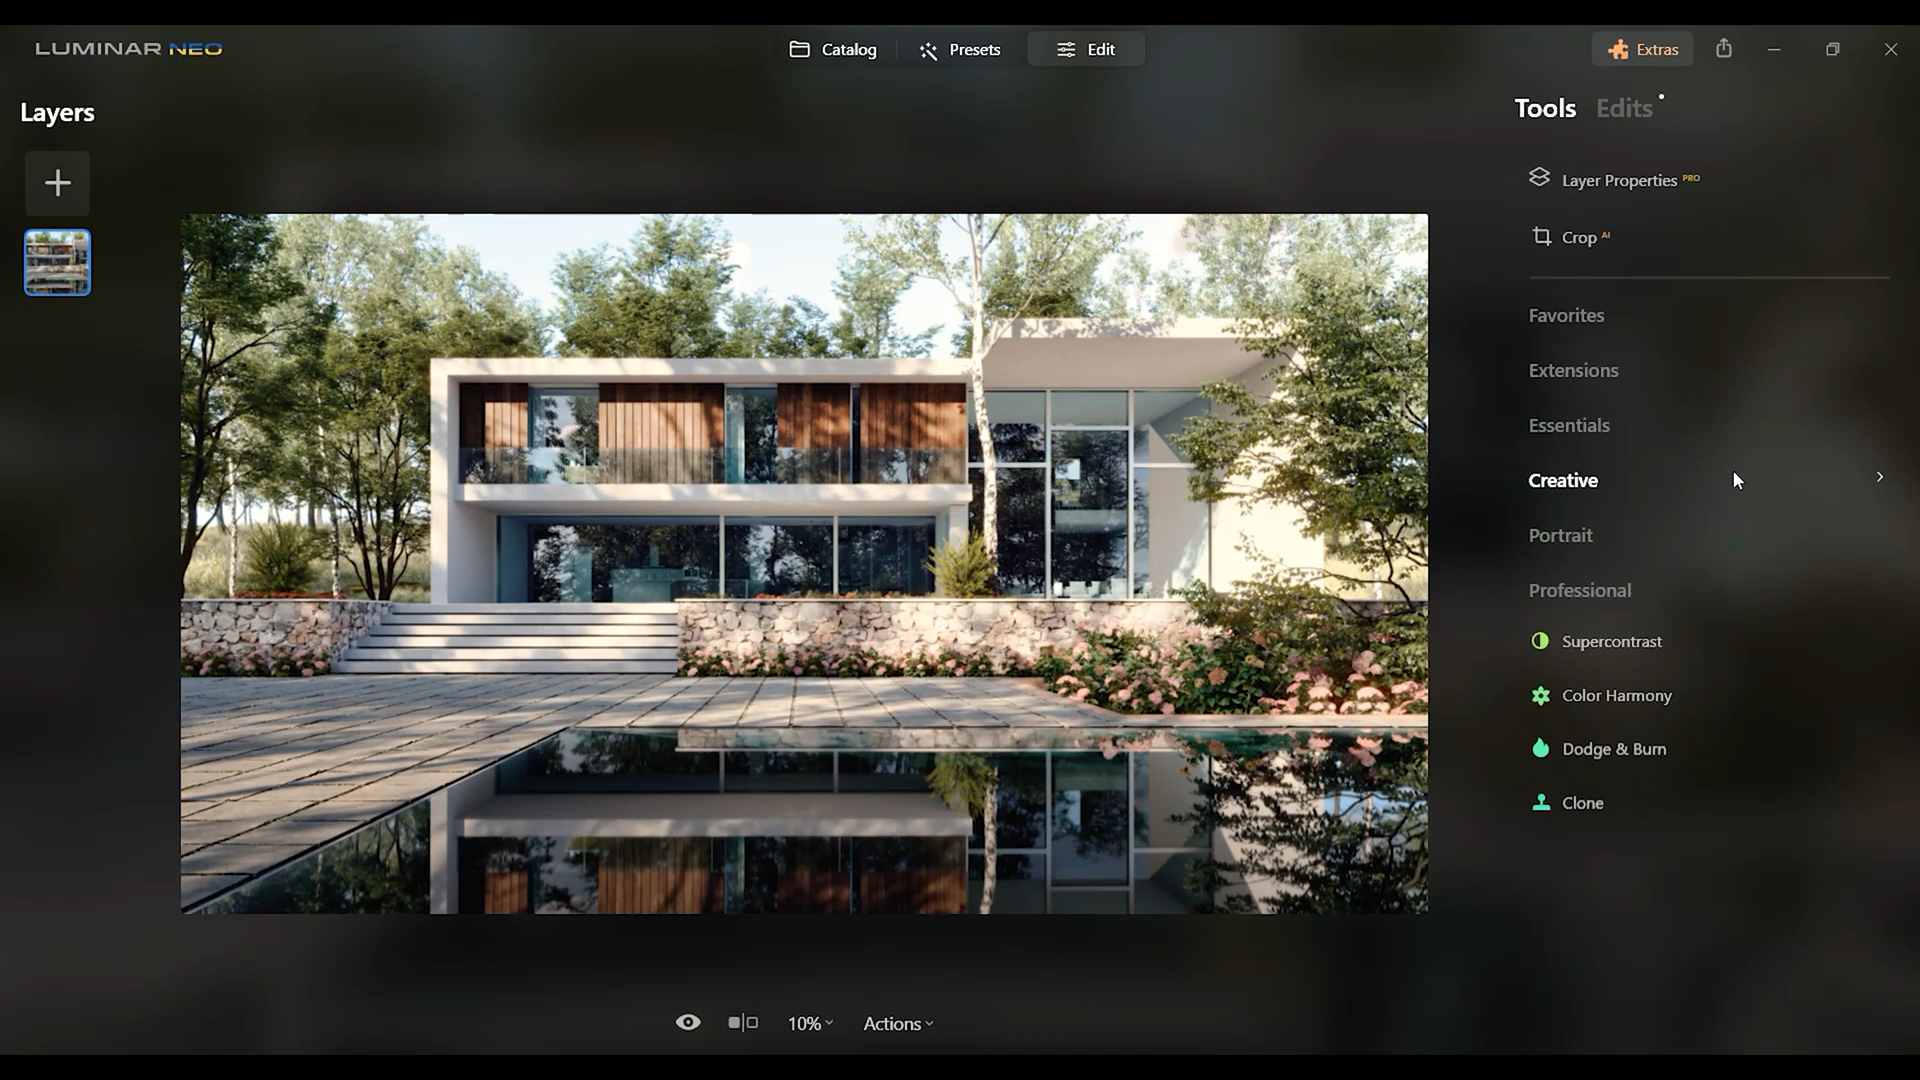 LUMINAR NEO
Catalog
Presets
Edit
Extras
Layers
Tools Edits
Layer Properties PRO
Crop AI
Favorites
Extensions
Essentials
Creative
Portrait
Professional
Supercontrast
Color Harmony
Dodge & Burn
Clone
10%
Actions